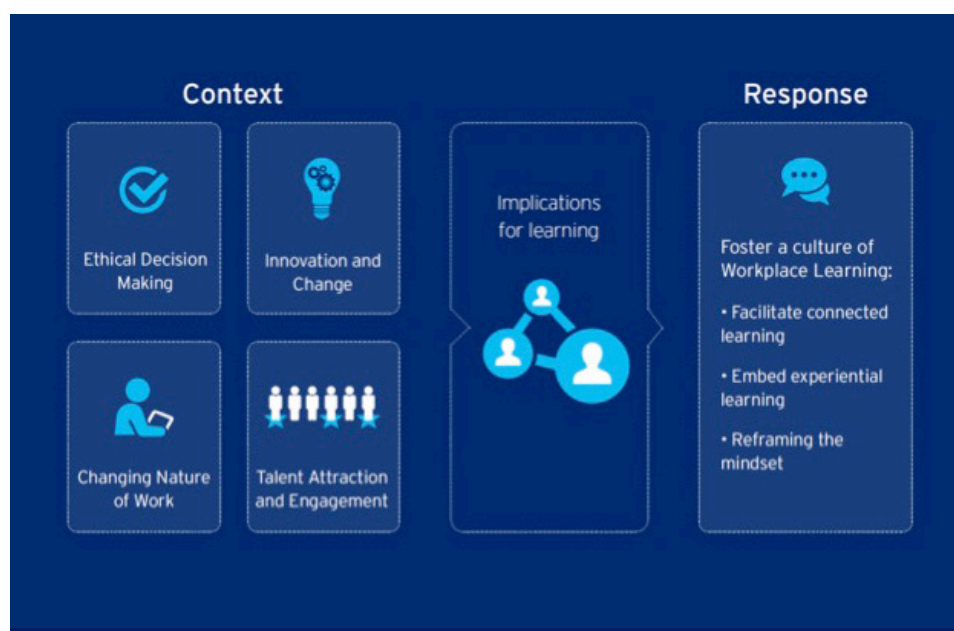 Context
Ethical Decision
Making
Innovation and
Change
Changing Nature
of Work
Talent Attraction
and Engagement
Implications
for learning
Response
Foster a culture of
Workplace Learning:
• Facilitate connected
learning
• Embed experiential
learning
• Reframing the
mindset